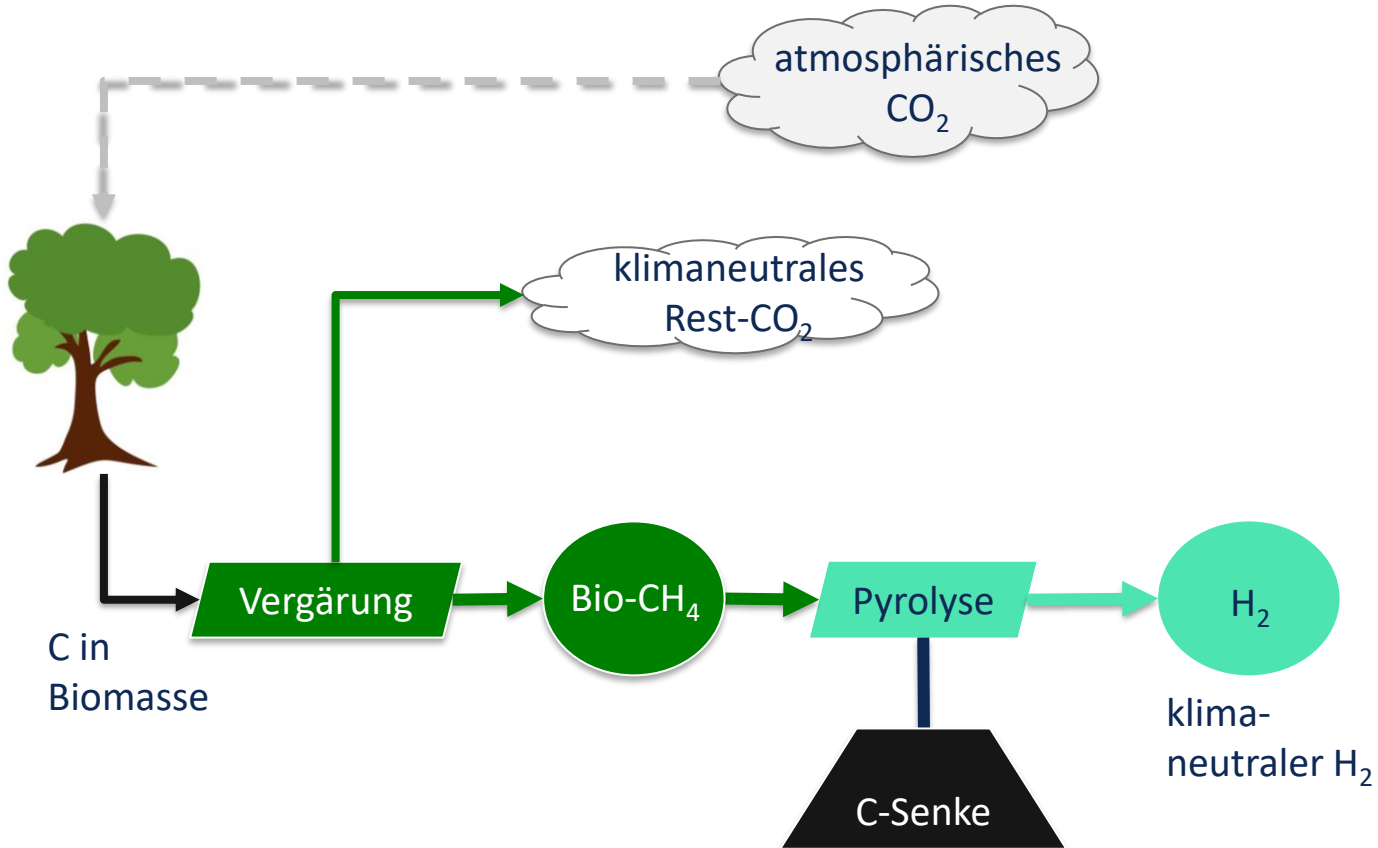 atmosphärisches
CO₂
klimaneutrales
Rest-CO₂
Vergärung
Bio-CH₄
Pyrolyse
H₂
C in
Biomasse
klima-
neutraler H₂
C-Senke